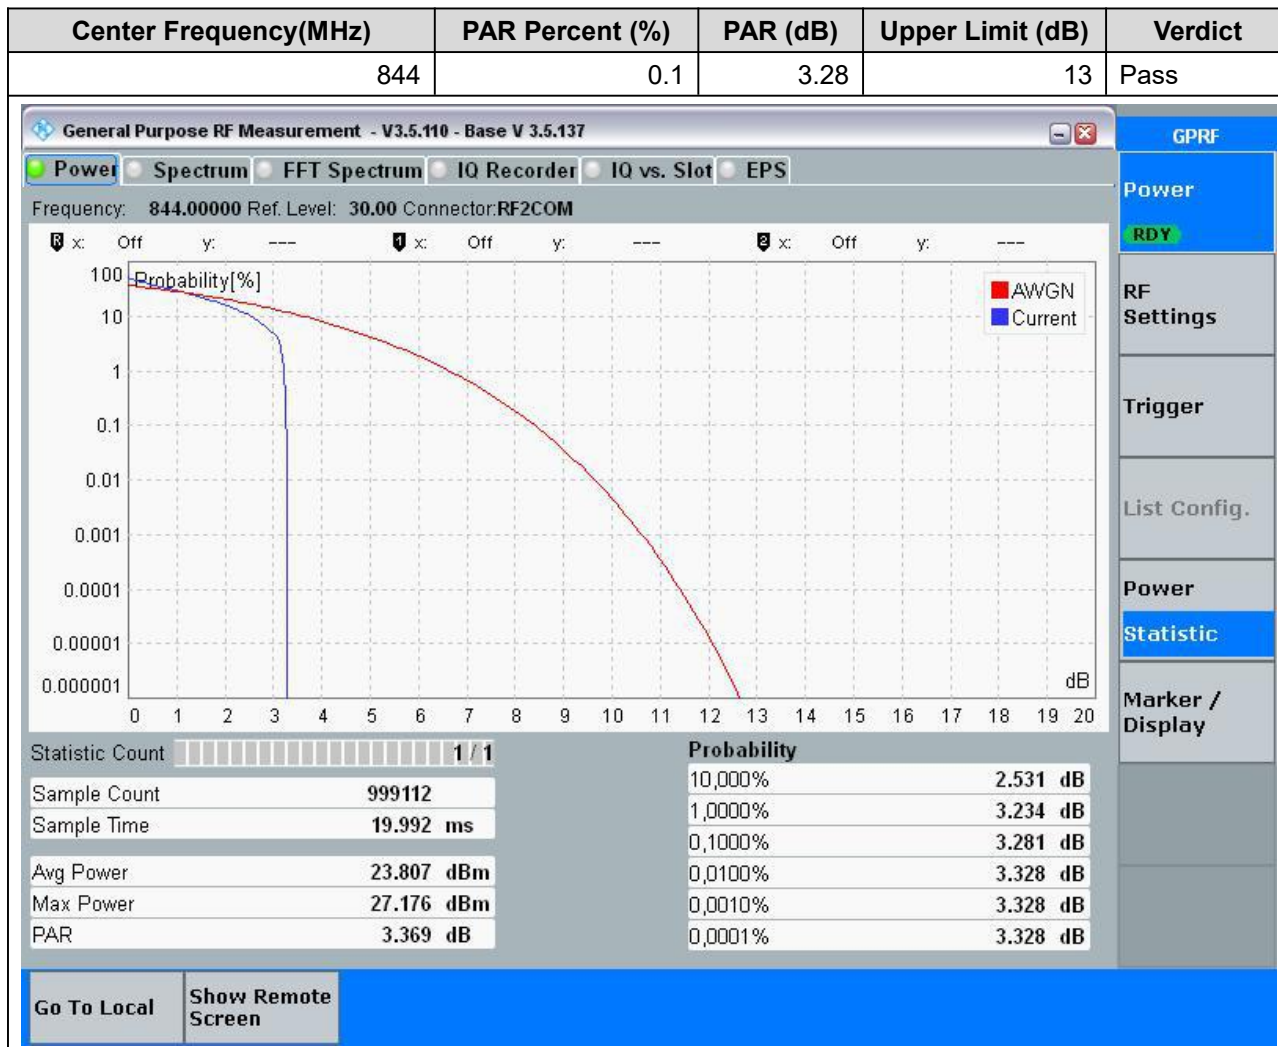 Center Frequency(MHz) PAR Percent (%) PAR (dB) Upper Limit (dB) Verdict
844 0.1 3.28 13 Pass
General Purpose RF Measurement - V3.5.110 - Base V 3.5.137
GPRF
Power Spectrum FFT Spectrum IQ Recorder IQ vs. Slot EPS
Frequency: 844.00000 Ref. Level: 30.00 Connector:RF2COM
R x: Off y: --- 1 x: Off y: --- 2 x: Off y: ---
Probability[%]
AWGN
Current
100
10
1
0.1
0.01
0.001
0.0001
0.00001
0.000001
dB
0 1 2 3 4 5 6 7 8 9 10 11 12 13 14 15 16 17 18 19 20
Statistic Count 1 / 1
Sample Count 999112
Sample Time 19.992 ms
Avg Power 23.807 dBm
Max Power 27.176 dBm
PAR 3.369 dB
Probability
10,000% 2.531 dB
1,0000% 3.234 dB
0,1000% 3.281 dB
0,0100% 3.328 dB
0,0010% 3.328 dB
0,0001% 3.328 dB
Power
RDY
RF
Settings
Trigger
List Config.
Power
Statistic
Marker /
Display
Go To Local
Show Remote
Screen